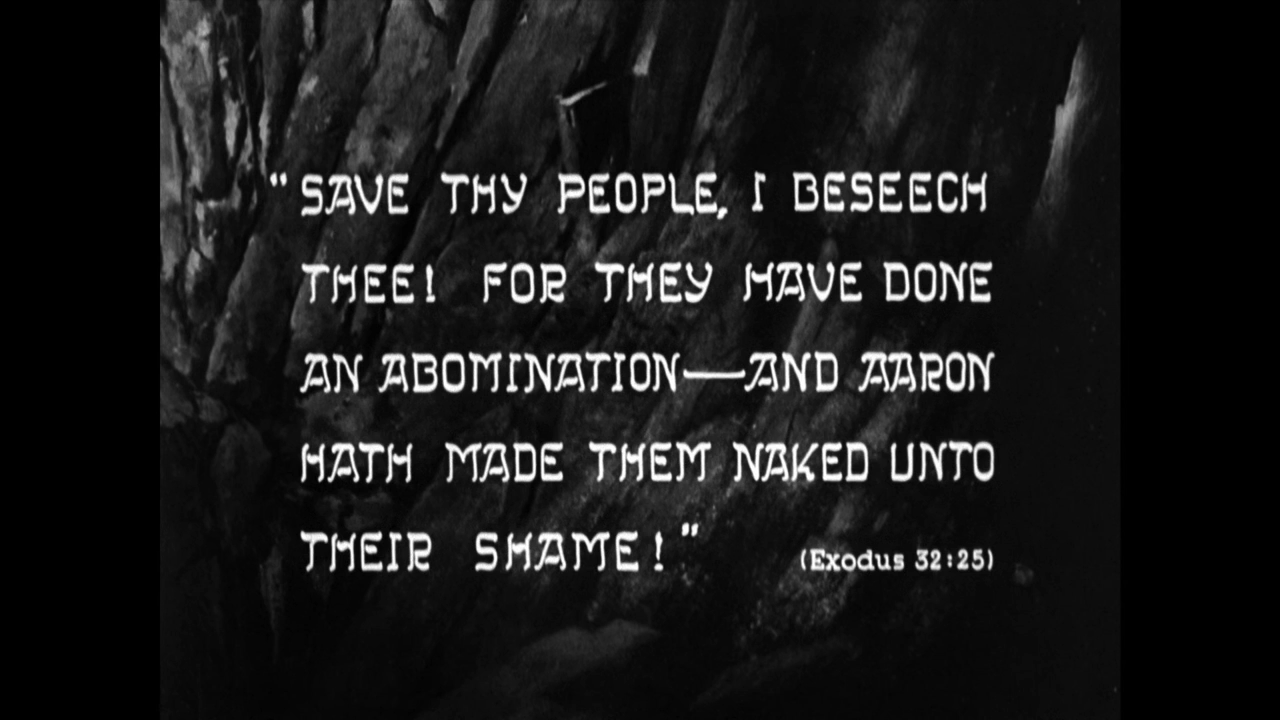 "SAVE THY PEOPLE, I BESEECH
THEE! FOR THEY HAVE DONE
AN ABOMINATION—AND AARON
HATH MADE THEM NAKED UNTO
THEIR SHAME!" (Exodus 32:25)